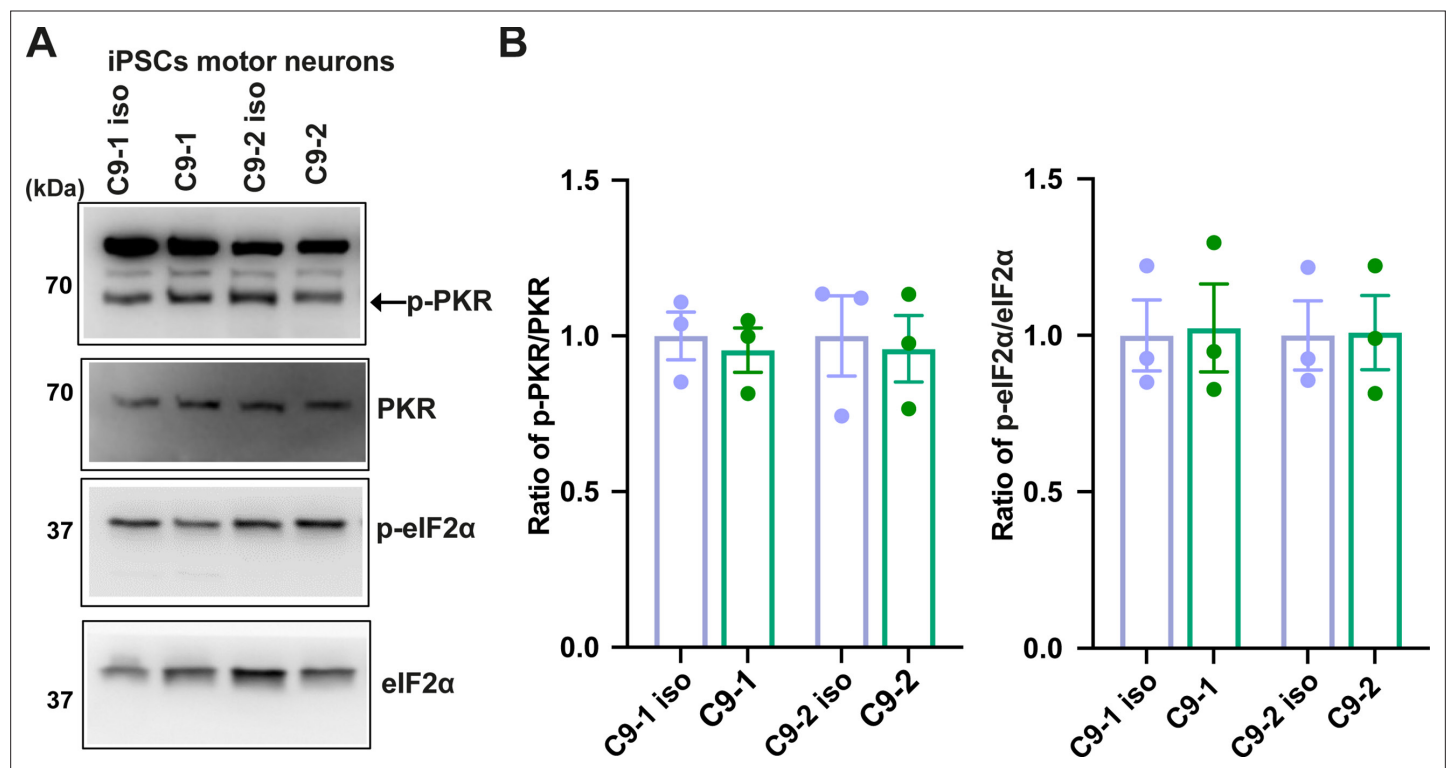 A
iPSCs motor neurons
C9-1 iso
C9-1
C9-2 iso
C9-2
(kDa)
70
p-PKR
70
PKR
37
p-eIF2α
37
eIF2α
B
Ratio of p-PKR/PKR
1.5
1.0
0.5
0.0
C9-1 iso
C9-1
C9-2 iso
C9-2
Ratio of p-eIF2α/eIF2α
1.5
1.0
0.5
0.0
C9-1 iso
C9-1
C9-2 iso
C9-2